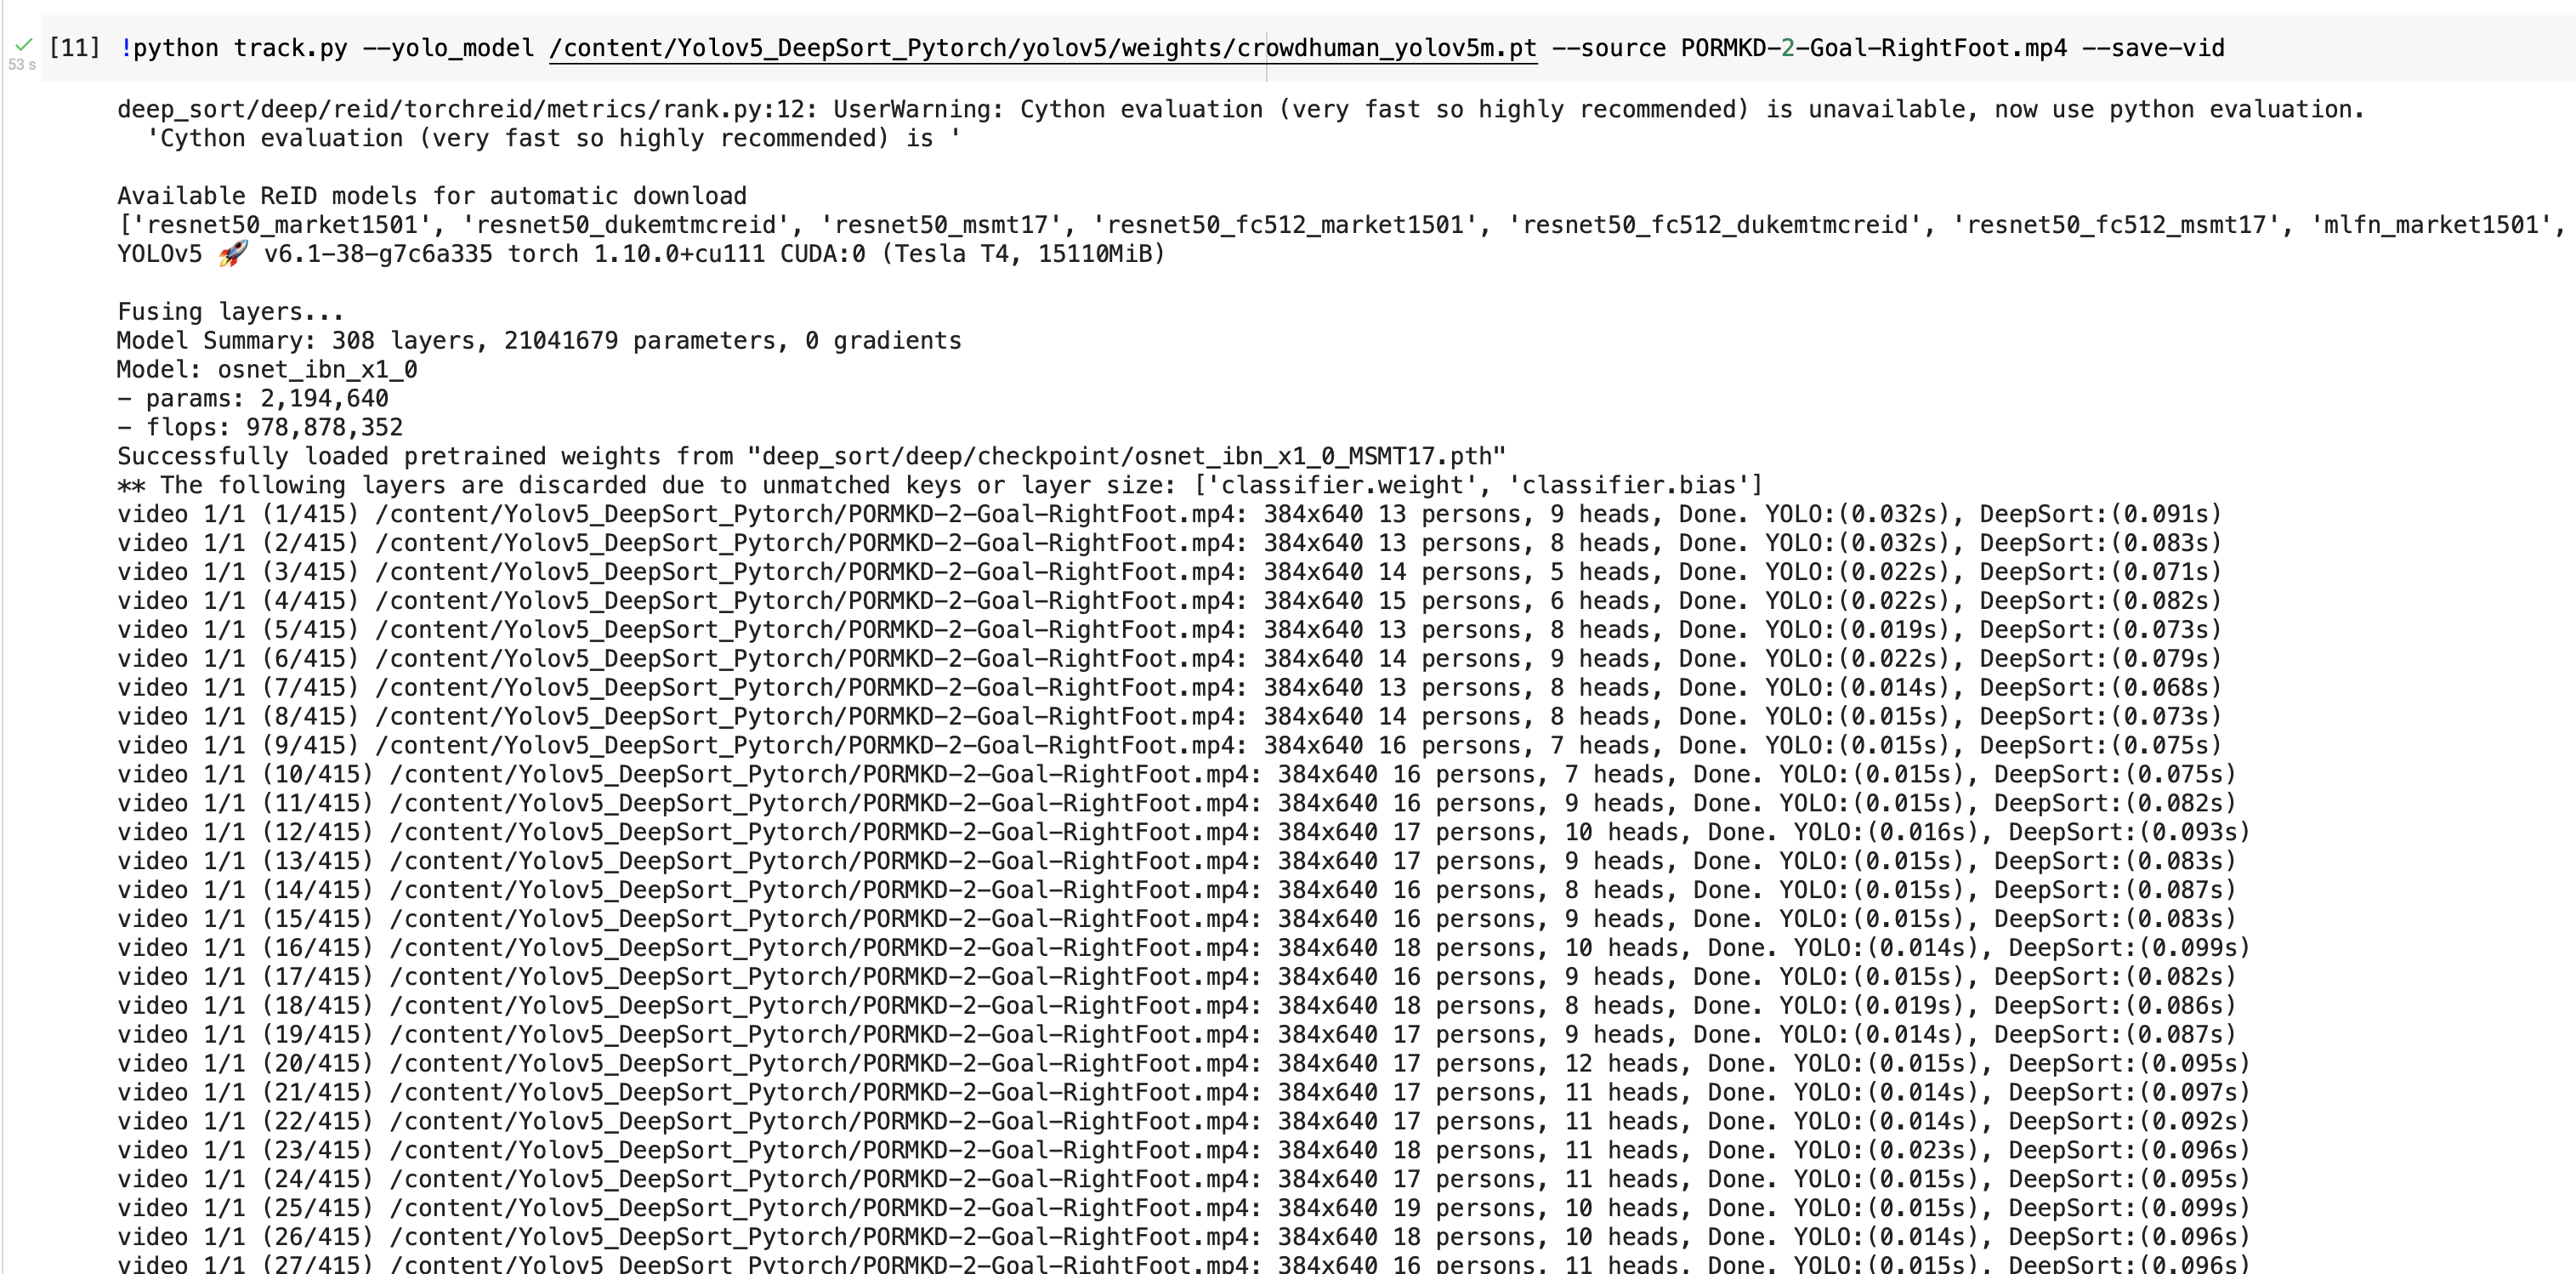 [11] !python track.py --yolo_model /content/Yolov5_DeepSort_Pytorch/yolov5/weights/crowdhuman_yolov5m.pt --source PORMKD-2-Goal-RightFoot.mp4 --save-vid
53 s
deep_sort/deep/reid/torchreid/metrics/rank.py:12: UserWarning: Cython evaluation (very fast so highly recommended) is unavailable, now use python evaluation.
'Cython evaluation (very fast so highly recommended) is '
Available ReID models for automatic download
['resnet50_market1501', 'resnet50_dukemtmcreid', 'resnet50_msmt17', 'resnet50_fc512_market1501', 'resnet50_fc512_dukemtmcreid', 'resnet50_fc512_msmt17', 'mlfn_market1501',
YOLOv5 🚀 v6.1-38-g7c6a335 torch 1.10.0+cu111 CUDA:0 (Tesla T4, 15110MiB)
Fusing layers...
Model Summary: 308 layers, 21041679 parameters, 0 gradients
Model: osnet_ibn_x1_0
- params: 2,194,640
- flops: 978,878,352
Successfully loaded pretrained weights from "deep_sort/deep/checkpoint/osnet_ibn_x1_0_MSMT17.pth"
** The following layers are discarded due to unmatched keys or layer size: ['classifier.weight', 'classifier.bias']
video 1/1 (1/415) /content/Yolov5_DeepSort_Pytorch/PORMKD-2-Goal-RightFoot.mp4: 384x640 13 persons, 9 heads, Done. YOLO:(0.032s), DeepSort:(0.091s)
video 1/1 (2/415) /content/Yolov5_DeepSort_Pytorch/PORMKD-2-Goal-RightFoot.mp4: 384x640 13 persons, 8 heads, Done. YOLO:(0.032s), DeepSort:(0.083s)
video 1/1 (3/415) /content/Yolov5_DeepSort_Pytorch/PORMKD-2-Goal-RightFoot.mp4: 384x640 14 persons, 5 heads, Done. YOLO:(0.022s), DeepSort:(0.071s)
video 1/1 (4/415) /content/Yolov5_DeepSort_Pytorch/PORMKD-2-Goal-RightFoot.mp4: 384x640 15 persons, 6 heads, Done. YOLO:(0.022s), DeepSort:(0.082s)
video 1/1 (5/415) /content/Yolov5_DeepSort_Pytorch/PORMKD-2-Goal-RightFoot.mp4: 384x640 13 persons, 8 heads, Done. YOLO:(0.019s), DeepSort:(0.073s)
video 1/1 (6/415) /content/Yolov5_DeepSort_Pytorch/PORMKD-2-Goal-RightFoot.mp4: 384x640 14 persons, 9 heads, Done. YOLO:(0.022s), DeepSort:(0.079s)
video 1/1 (7/415) /content/Yolov5_DeepSort_Pytorch/PORMKD-2-Goal-RightFoot.mp4: 384x640 13 persons, 8 heads, Done. YOLO:(0.014s), DeepSort:(0.068s)
video 1/1 (8/415) /content/Yolov5_DeepSort_Pytorch/PORMKD-2-Goal-RightFoot.mp4: 384x640 14 persons, 8 heads, Done. YOLO:(0.015s), DeepSort:(0.073s)
video 1/1 (9/415) /content/Yolov5_DeepSort_Pytorch/PORMKD-2-Goal-RightFoot.mp4: 384x640 16 persons, 7 heads, Done. YOLO:(0.015s), DeepSort:(0.075s)
video 1/1 (10/415) /content/Yolov5_DeepSort_Pytorch/PORMKD-2-Goal-RightFoot.mp4: 384x640 16 persons, 7 heads, Done. YOLO:(0.015s), DeepSort:(0.075s)
video 1/1 (11/415) /content/Yolov5_DeepSort_Pytorch/PORMKD-2-Goal-RightFoot.mp4: 384x640 16 persons, 9 heads, Done. YOLO:(0.015s), DeepSort:(0.082s)
video 1/1 (12/415) /content/Yolov5_DeepSort_Pytorch/PORMKD-2-Goal-RightFoot.mp4: 384x640 17 persons, 10 heads, Done. YOLO:(0.016s), DeepSort:(0.093s)
video 1/1 (13/415) /content/Yolov5_DeepSort_Pytorch/PORMKD-2-Goal-RightFoot.mp4: 384x640 17 persons, 9 heads, Done. YOLO:(0.015s), DeepSort:(0.083s)
video 1/1 (14/415) /content/Yolov5_DeepSort_Pytorch/PORMKD-2-Goal-RightFoot.mp4: 384x640 16 persons, 8 heads, Done. YOLO:(0.015s), DeepSort:(0.087s)
video 1/1 (15/415) /content/Yolov5_DeepSort_Pytorch/PORMKD-2-Goal-RightFoot.mp4: 384x640 16 persons, 9 heads, Done. YOLO:(0.015s), DeepSort:(0.083s)
video 1/1 (16/415) /content/Yolov5_DeepSort_Pytorch/PORMKD-2-Goal-RightFoot.mp4: 384x640 18 persons, 10 heads, Done. YOLO:(0.014s), DeepSort:(0.099s)
video 1/1 (17/415) /content/Yolov5_DeepSort_Pytorch/PORMKD-2-Goal-RightFoot.mp4: 384x640 16 persons, 9 heads, Done. YOLO:(0.015s), DeepSort:(0.082s)
video 1/1 (18/415) /content/Yolov5_DeepSort_Pytorch/PORMKD-2-Goal-RightFoot.mp4: 384x640 18 persons, 8 heads, Done. YOLO:(0.019s), DeepSort:(0.086s)
video 1/1 (19/415) /content/Yolov5_DeepSort_Pytorch/PORMKD-2-Goal-RightFoot.mp4: 384x640 17 persons, 9 heads, Done. YOLO:(0.014s), DeepSort:(0.087s)
video 1/1 (20/415) /content/Yolov5_DeepSort_Pytorch/PORMKD-2-Goal-RightFoot.mp4: 384x640 17 persons, 12 heads, Done. YOLO:(0.015s), DeepSort:(0.095s)
video 1/1 (21/415) /content/Yolov5_DeepSort_Pytorch/PORMKD-2-Goal-RightFoot.mp4: 384x640 17 persons, 11 heads, Done. YOLO:(0.014s), DeepSort:(0.097s)
video 1/1 (22/415) /content/Yolov5_DeepSort_Pytorch/PORMKD-2-Goal-RightFoot.mp4: 384x640 17 persons, 11 heads, Done. YOLO:(0.014s), DeepSort:(0.092s)
video 1/1 (23/415) /content/Yolov5_DeepSort_Pytorch/PORMKD-2-Goal-RightFoot.mp4: 384x640 18 persons, 11 heads, Done. YOLO:(0.023s), DeepSort:(0.096s)
video 1/1 (24/415) /content/Yolov5_DeepSort_Pytorch/PORMKD-2-Goal-RightFoot.mp4: 384x640 17 persons, 11 heads, Done. YOLO:(0.015s), DeepSort:(0.095s)
video 1/1 (25/415) /content/Yolov5_DeepSort_Pytorch/PORMKD-2-Goal-RightFoot.mp4: 384x640 19 persons, 10 heads, Done. YOLO:(0.015s), DeepSort:(0.099s)
video 1/1 (26/415) /content/Yolov5_DeepSort_Pytorch/PORMKD-2-Goal-RightFoot.mp4: 384x640 18 persons, 10 heads, Done. YOLO:(0.014s), DeepSort:(0.096s)
video 1/1 (27/415) /content/Yolov5_DeepSort_Pytorch/PORMKD-2-Goal-RightFoot.mp4: 384x640 16 persons, 11 heads, Done. YOLO:(0.015s), DeepSort:(0.096s)